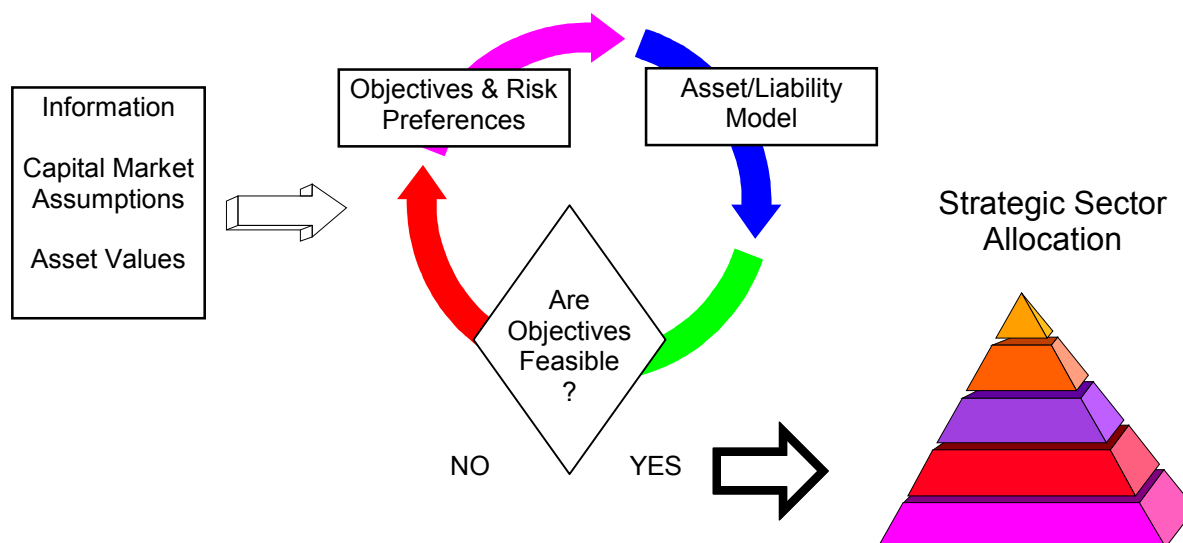 Information
Capital Market
Assumptions
Asset Values
Objectives & Risk
Preferences
Asset/Liability
Model
Are
Objectives
Feasible
?
NO
YES
Strategic Sector
Allocation